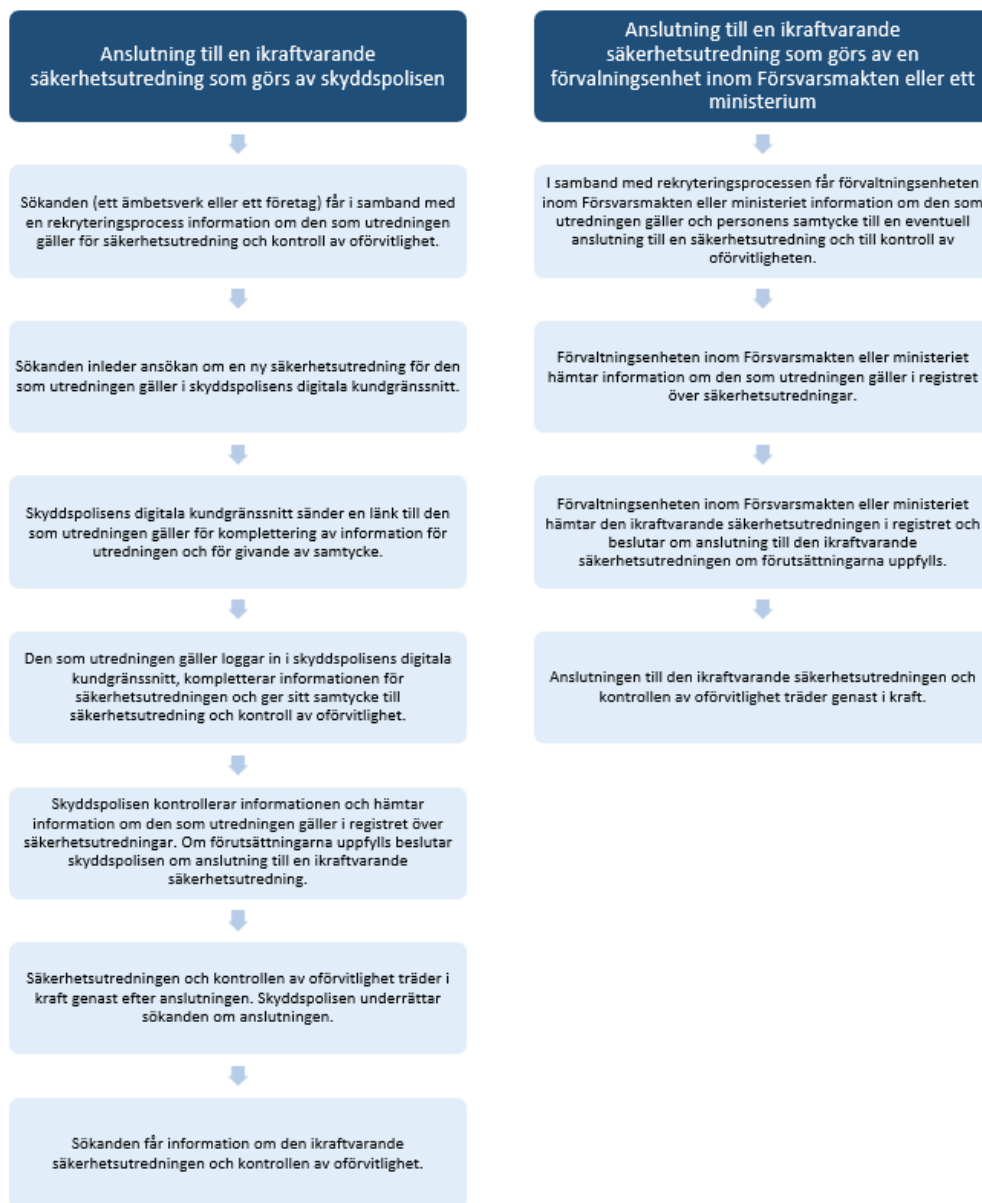 Anslutning till en ikraftvarande
säkerhetsutredning som görs av skyddspolisen
Sökanden (ett ämbetsverk eller ett företag) får i samband med
en rekryteringsprocess information om den som utredningen
gäller för säkerhetsutredning och kontroll av oförvitlighet.
Sökanden inleder ansökan om en ny säkerhetsutredning för den
som utredningen gäller i skyddspolisens digitala kundgränssnitt.
Skyddspolisens digitala kundgränssnitt sänder en länk till den
som utredningen gäller för komplettering av information för
utredningen och för givande av samtycke.
Den som utredningen gäller loggar in i skyddspolisens digitala
kundgränssnitt, kompletterar informationen för
säkerhetsutredningen och ger sitt samtycke till
säkerhetsutredning och kontroll av oförvitlighet.
Skyddspolisen kontrollerar informationen och hämtar
information om den som utredningen gäller i registret över
säkerhetsutredningar. Om förutsättningarna uppfylls beslutar
skyddspolisen om anslutning till en ikraftvarande
säkerhetsutredning.
Säkerhetsutredningen och kontrollen av oförvitlighet träder i
kraft genast efter anslutningen. Skyddspolisen underrättar
sökanden om anslutningen.
Sökanden får information om den ikraftvarande
säkerhetsutredningen och kontrollen av oförvitlighet.
Anslutning till en ikraftvarande
säkerhetsutredning som görs av en
förvalningsenhet inom Försvarsmakten eller ett
ministerium
I samband med rekryteringsprocessen får förvaltningsenheten
inom Försvarsmakten eller ministeriet information om den som
utredningen gäller och personens samtycke till en eventuell
anslutning till en säkerhetsutredning och till kontroll av
oförvitligheten.
Förvaltningsenheten inom Försvarsmakten eller ministeriet
hämtar information om den som utredningen gäller i registret
över säkerhetsutredningar.
Förvaltningsenheten inom Försvarsmakten eller ministeriet
hämtar den ikraftvarande säkerhetsutredningen i registret och
beslutar om anslutning till den ikraftvarande
säkerhetsutredningen om förutsättningarna uppfylls.
Anslutningen till den ikraftvarande säkerhetsutredningen och
kontrollen av oförvitlighet träder genast i kraft.